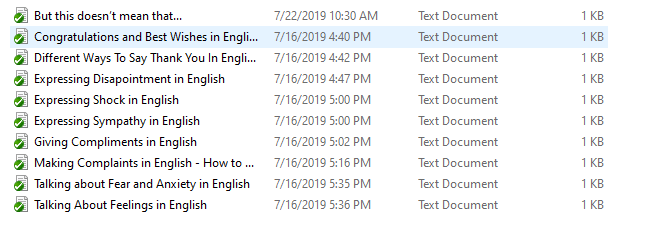 But this doesn't mean that... 7/22/2019 10:30 AM Text Document 1 KB
Congratulations and Best Wishes in Engli... 7/16/2019 4:40 PM Text Document 1 KB
Different Ways To Say Thank You In Engli... 7/16/2019 4:42 PM Text Document 1 KB
Expressing Disapointment in English 7/16/2019 4:47 PM Text Document 1 KB
Expressing Shock in English 7/16/2019 5:00 PM Text Document 1 KB
Expressing Sympathy in English 7/16/2019 5:00 PM Text Document 1 KB
Giving Compliments in English 7/16/2019 5:02 PM Text Document 1 KB
Making Complaints in English - How to ... 7/16/2019 5:16 PM Text Document 1 KB
Talking about Fear and Anxiety in English 7/16/2019 5:35 PM Text Document 1 KB
Talking About Feelings in English 7/16/2019 5:36 PM Text Document 1 KB